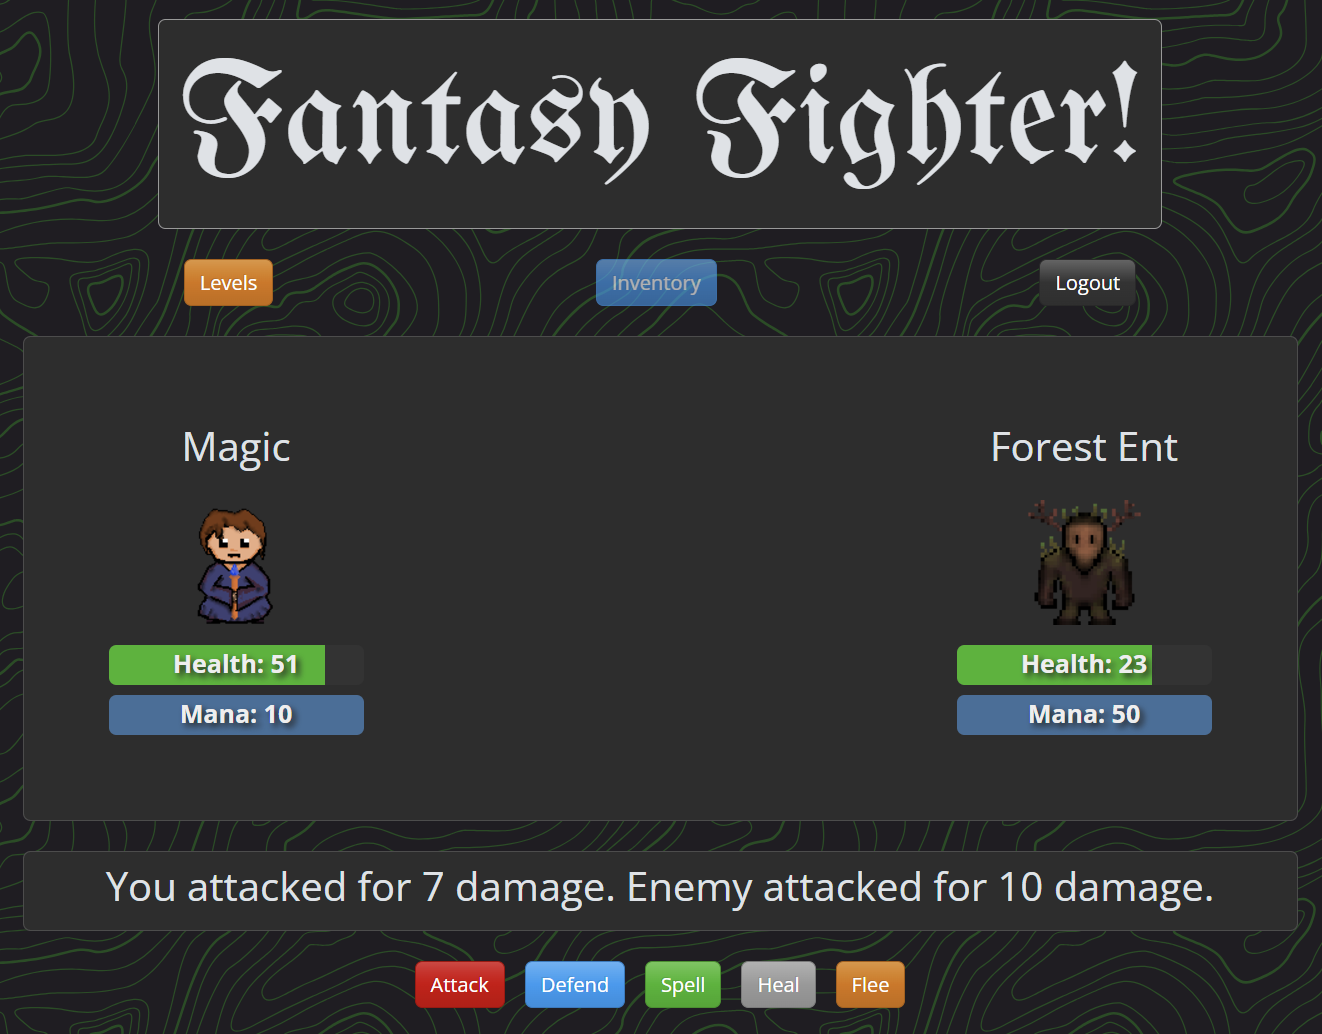 Fantasy Fighter!
Levels
Inventory
Logout
Magic
Forest Ent
Health: 51
Health: 23
Mana: 10
Mana: 50
You attacked for 7 damage. Enemy attacked for 10 damage.
Attack
Defend
Spell
Heal
Flee